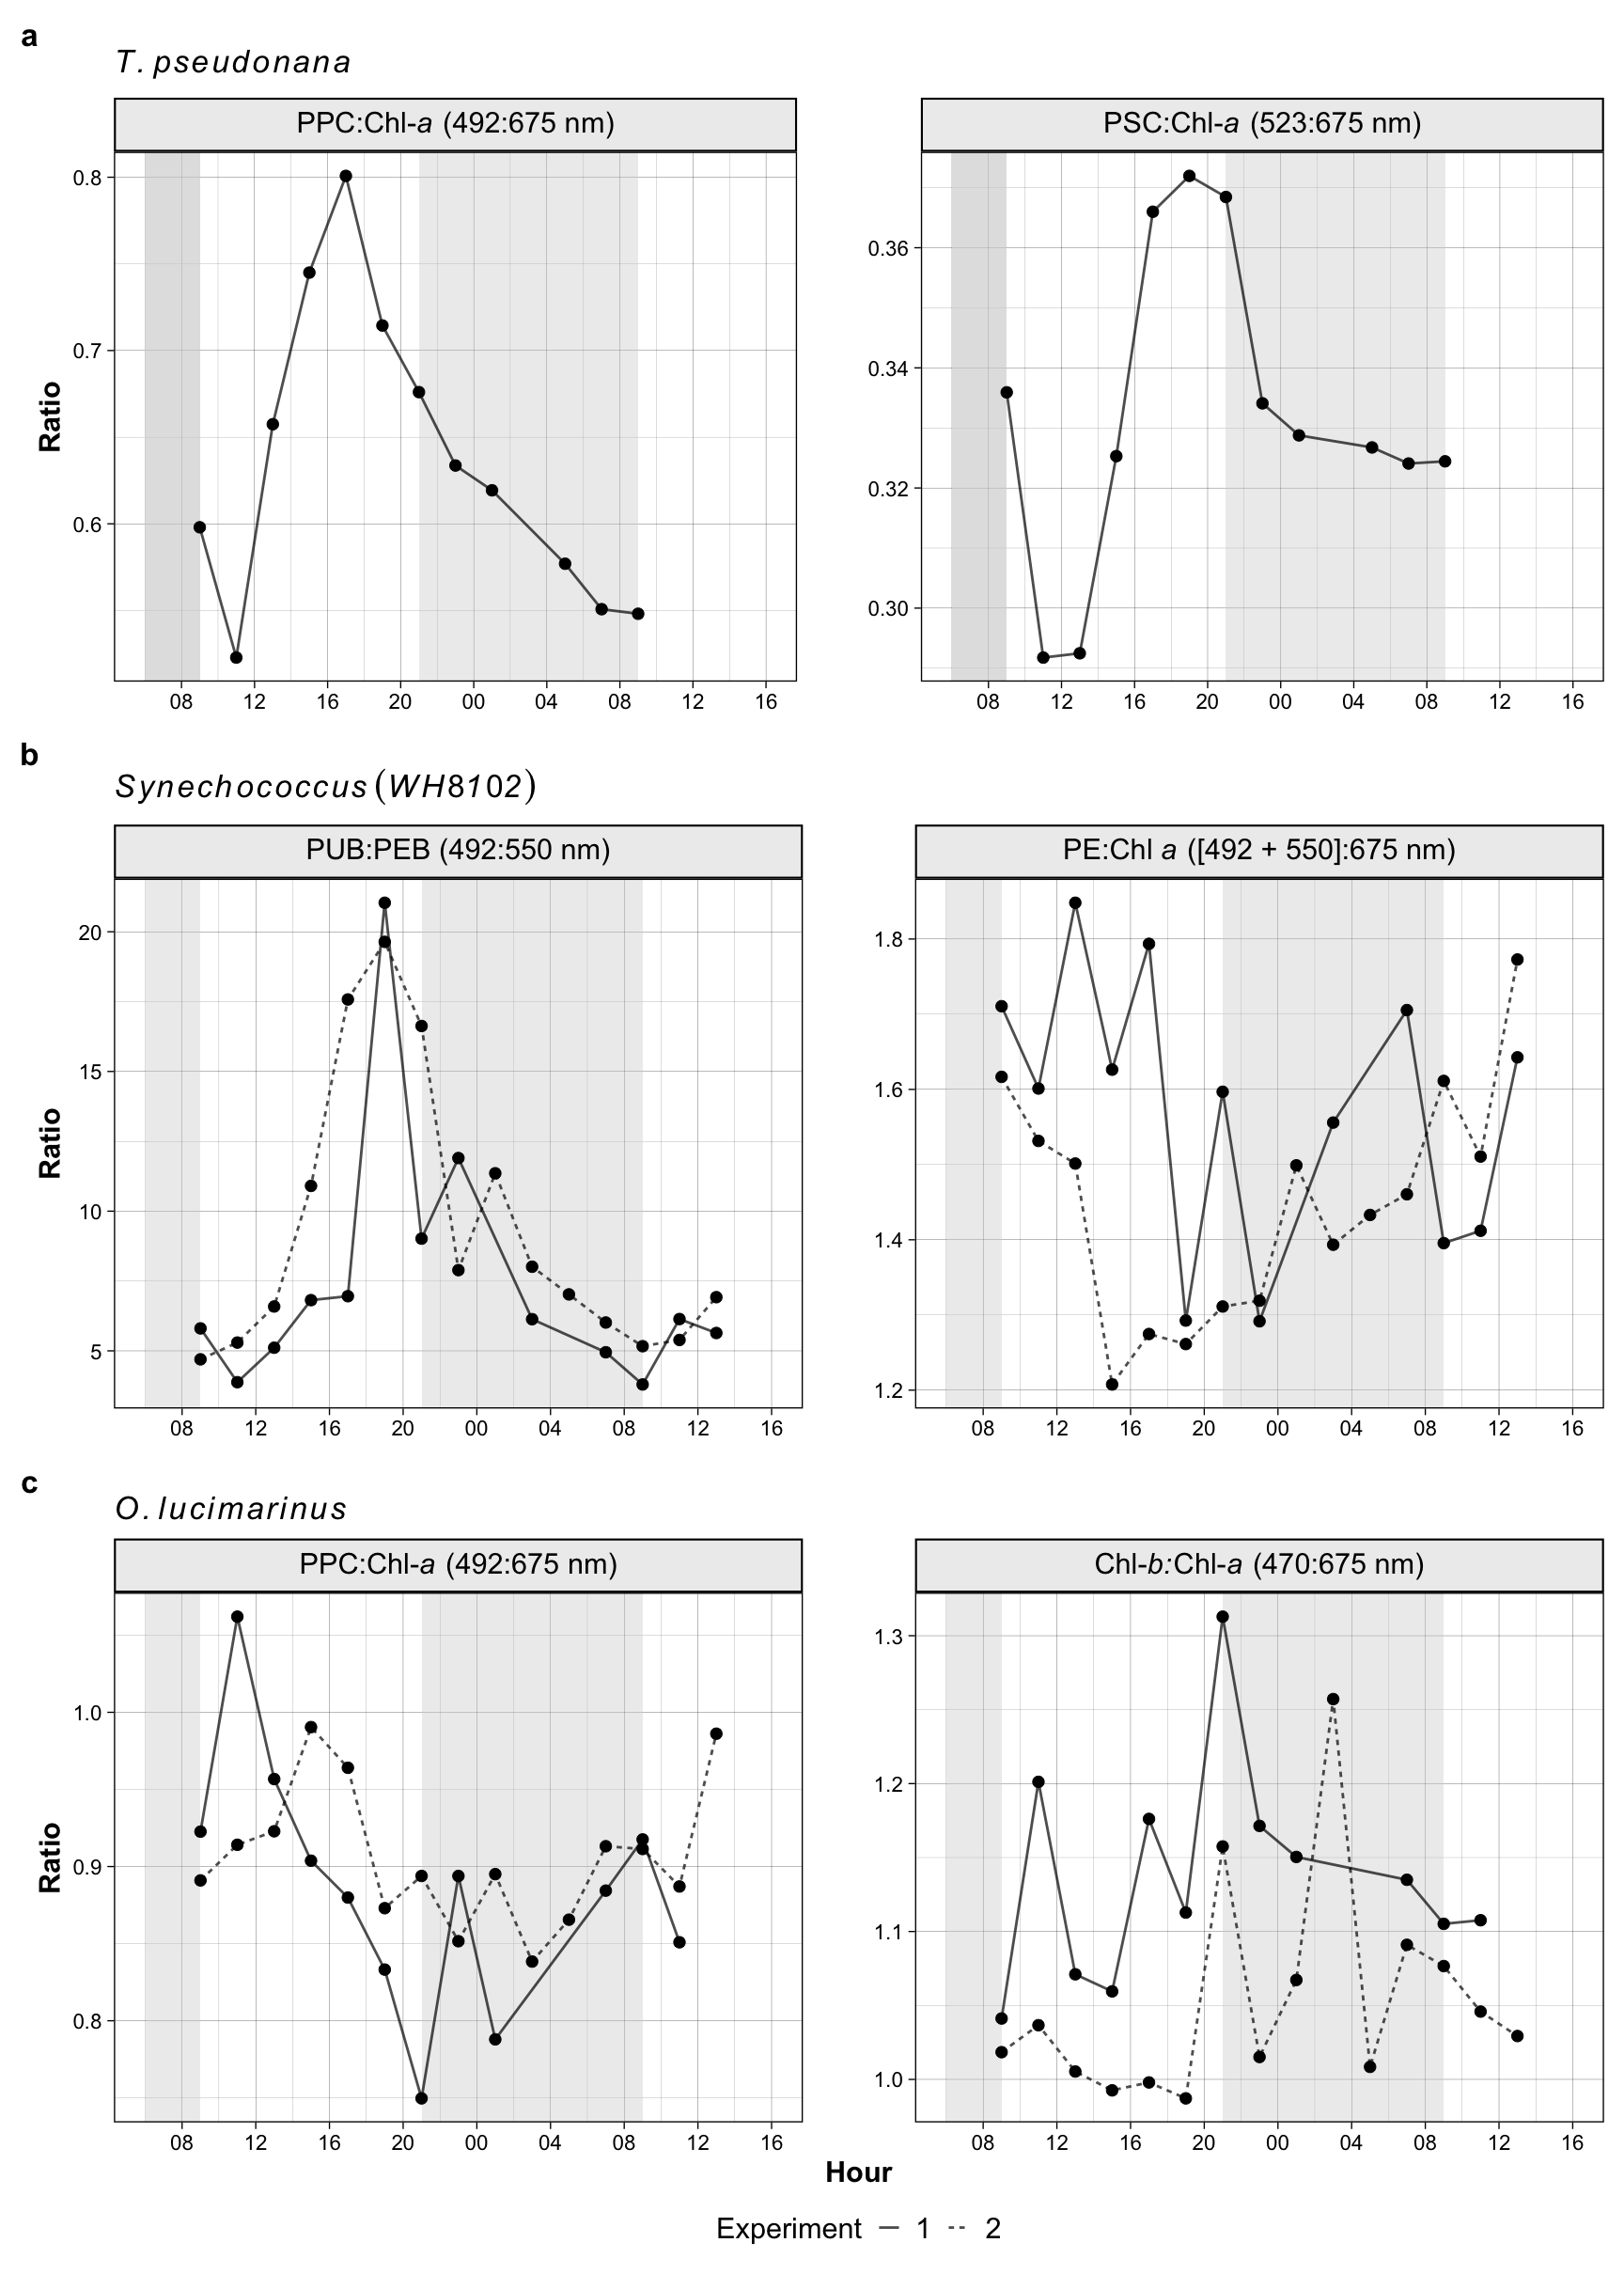 a
T. pseudonana
PPC:Chl-a (492:675 nm)
PSC:Chl-a (523:675 nm)
Ratio
0.8
0.7
0.6
08 12 16 20 00 04 08 12 16
0.36
0.34
0.32
0.30
08 12 16 20 00 04 08 12 16
b
Synechococcus (WH8102)
PUB:PEB (492:550 nm)
PE:Chl a ([492 + 550]:675 nm)
Ratio
20
15
10
5
08 12 16 20 00 04 08 12 16
1.8
1.6
1.4
1.2
08 12 16 20 00 04 08 12 16
c
O. lucimarinus
PPC:Chl-a (492:675 nm)
Chl-b:Chl-a (470:675 nm)
Ratio
1.0
0.9
0.8
08 12 16 20 00 04 08 12 16
1.3
1.2
1.1
1.0
08 12 16 20 00 04 08 12 16
Hour
Experiment 1 2